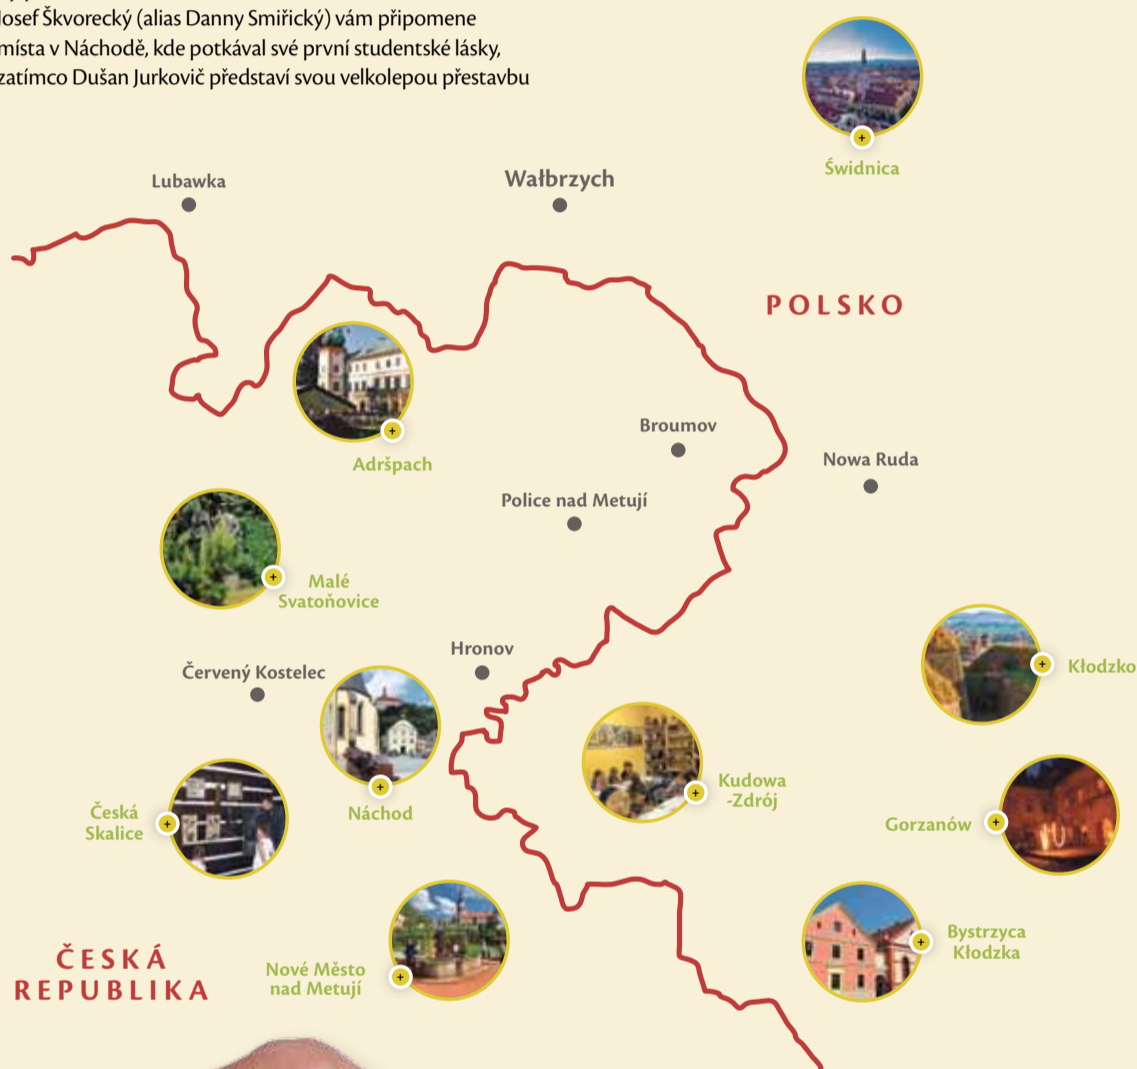 Josef Škvorecký (alias Danny Smiřický) vám připomene
místa v Náchodě, kde potkával své první studentské lásky,
zatímco Dušan Jurkovič představí svou velkolepou přestavbu
Świdnica
Lubawka
Wałbrzych
POLSKO
Broumov
Nowa Ruda
Adršpach
Police nad Metují
Malé
Svatoňovice
Hronov
Červený Kostelec
Kłodzko
Kudowa
-Zdrój
Náchod
Česká
Skalice
Gorzanów
Bystrzyca
Kłodzka
ČESKÁ
REPUBLIKA
Nové Město
nad Metují